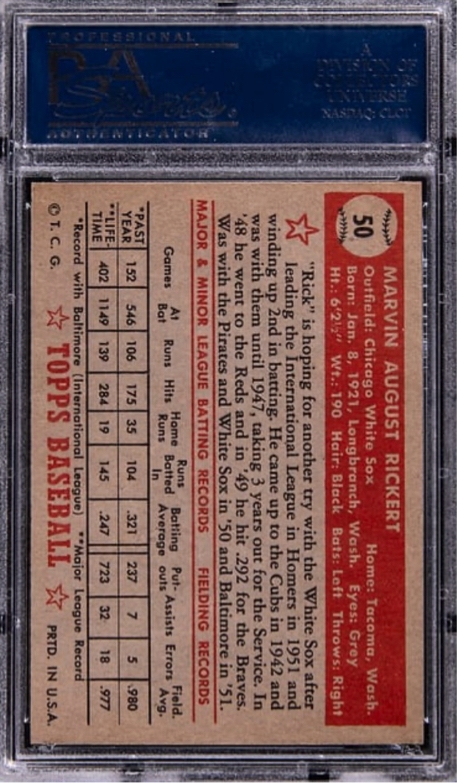 PROFESSIONAL
PSA
Sports
AUTHENTICATOR
A
DIVISION OF
COLLECTORS
UNIVERSE
NASDAQ: CLCT
50
MARVIN AUGUST RICKERT
Outfield: Chicago White Sox Home: Tacoma, Wash.
Born: Jan. 8, 1921, Longbranch, Wash. Eyes: Grey
Ht.: 6'2½" Wt.: 190 Hair: Black Bats: Left Throws: Right
"Rick" is hoping for another try with the White Sox after
leading the International League in Homers in 1951 and
winding up 2nd in batting. He came up to the Cubs in 1942 and
was with them until 1947, taking 3 years out for the Service. In
'48 he went to the Reds and in '49 he hit .292 for the Braves.
Was with the Pirates and White Sox in '50 and Baltimore in '51.
MAJOR & MINOR LEAGUE BATTING RECORDS FIELDING RECORDS
Games At Bat Runs Hits Home Runs Runs Batted In Batting Average Put-outs Assists Errors Field. Avg.
*PAST YEAR 152 546 106 175 35 104 .321 237 7 5 .980
**LIFE-TIME 402 1149 139 284 19 145 .247 723 32 18 .977
*Record with Baltimore (International League) **Major League Record
© T. C. G. TOPPS BASEBALL PRTD. IN U.S.A.